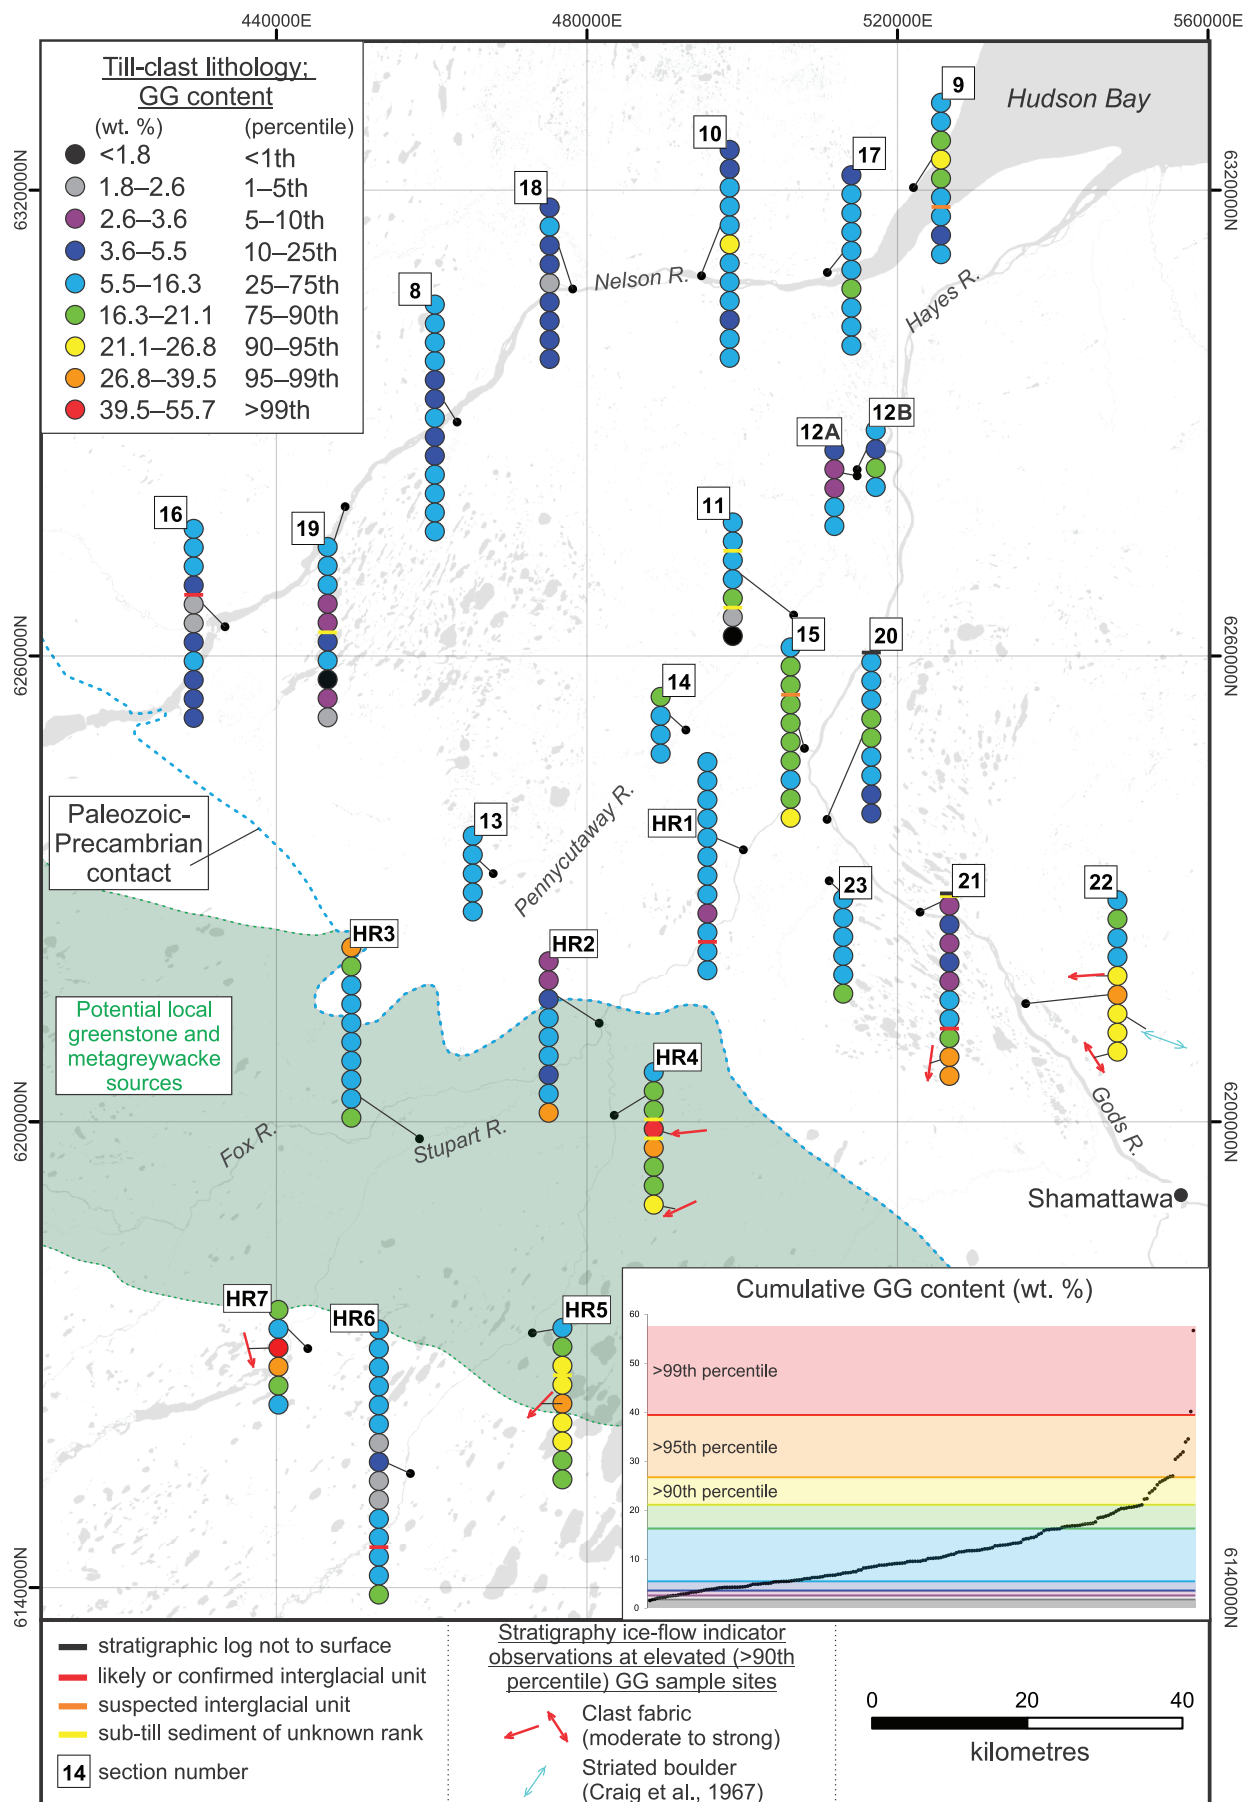 440000E
480000E
520000E
560000E
Till-clast lithology;
GG content
(wt. %) (percentile)
<1.8 <1th
1.8–2.6 1–5th
2.6–3.6 5–10th
3.6–5.5 10–25th
5.5–16.3 25–75th
16.3–21.1 75–90th
21.1–26.8 90–95th
26.8–39.5 95–99th
39.5–55.7 >99th
Hudson Bay
9
10
17
18
8
6320000N
6320000N
Nelson R.
Hayes R.
12A
12B
11
16
19
15
20
14
6260000N
6260000N
Paleozoic-
Precambrian
contact
13
Pennycutaway R.
HR1
23
21
22
HR3
HR2
HR4
Potential local
greenstone and
metagreywacke
sources
Fox R.
Stupart R.
Gods R.
6200000N
6200000N
Shamattawa
HR7
HR6
HR5
Cumulative GG content (wt. %)
60
50
40
30
20
10
0
>99th percentile
>95th percentile
>90th percentile
6140000N
6140000N
stratigraphic log not to surface
likely or confirmed interglacial unit
suspected interglacial unit
sub-till sediment of unknown rank
14 section number
Stratigraphy ice-flow indicator
observations at elevated (>90th
percentile) GG sample sites
Clast fabric
(moderate to strong)
Striated boulder
(Craig et al., 1967)
0 20 40
kilometres